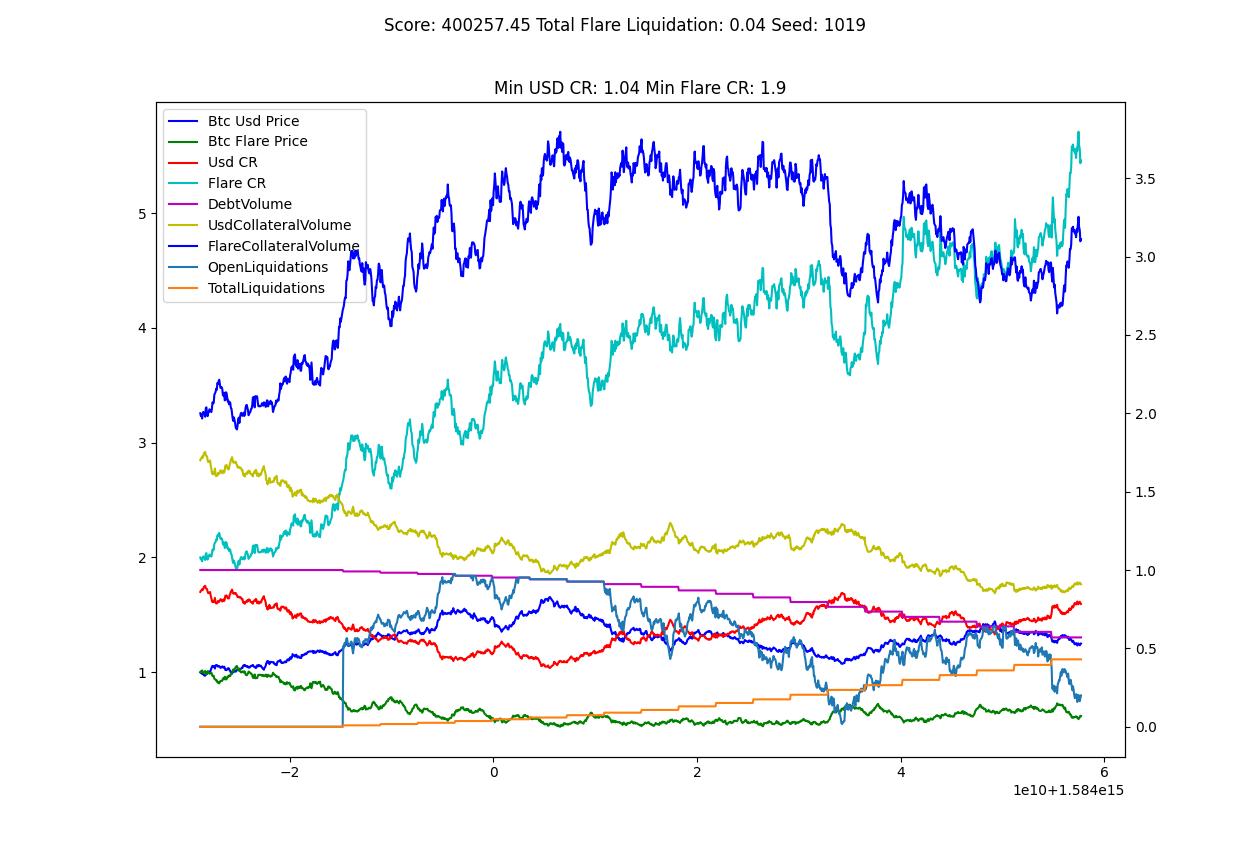 Score: 400257.45 Total Flare Liquidation: 0.04 Seed: 1019
Min USD CR: 1.04 Min Flare CR: 1.9
Btc Usd Price
Btc Flare Price
Usd CR
Flare CR
DebtVolume
UsdCollateralVolume
FlareCollateralVolume
OpenLiquidations
TotalLiquidations
5
4
3
2
1
3.5
3.0
2.5
2.0
1.5
1.0
0.5
0.0
−2 0 2 4 6
1e10+1.584e15